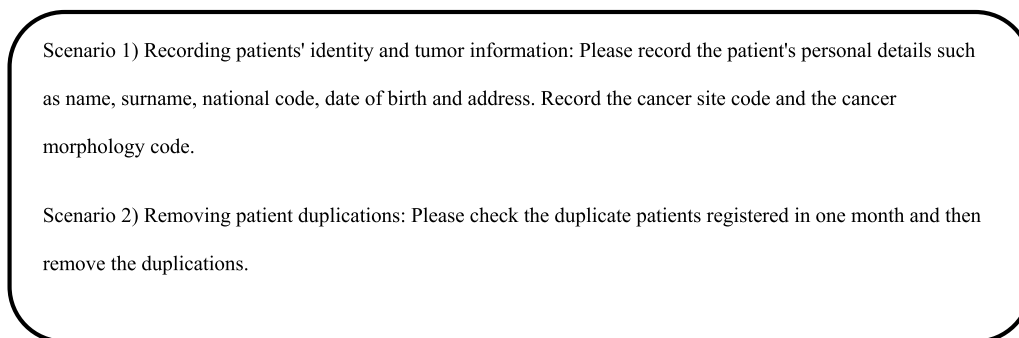 Scenario 1) Recording patients' identity and tumor information: Please record the patient's personal details such
as name, surname, national code, date of birth and address. Record the cancer site code and the cancer
morphology code.
Scenario 2) Removing patient duplications: Please check the duplicate patients registered in one month and then
remove the duplications.